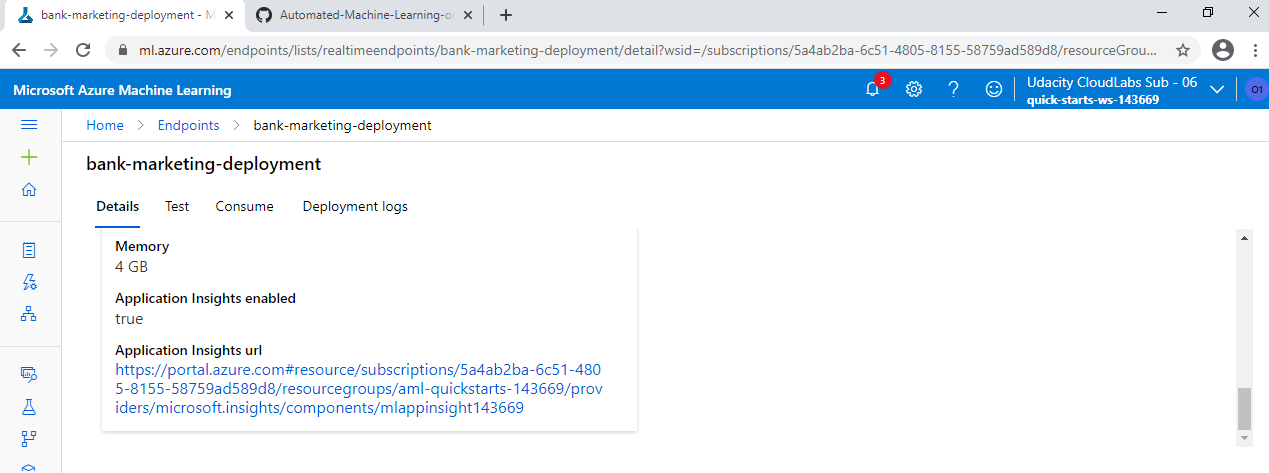 bank-marketing-deployment - M
Automated-Machine-Learning-o
ml.azure.com/endpoints/lists/realtimeendpoints/bank-marketing-deployment/detail?wsid=/subscriptions/5a4ab2ba-6c51-4805-8155-58759ad589d8/resourceGrou...
Microsoft Azure Machine Learning
3
Udacity CloudLabs Sub - 06
quick-starts-ws-143669
O1
Home > Endpoints > bank-marketing-deployment
bank-marketing-deployment
Details Test Consume Deployment logs
Memory
4 GB
Application Insights enabled
true
Application Insights url
https://portal.azure.com#resource/subscriptions/5a4ab2ba-6c51-480
5-8155-58759ad589d8/resourcegroups/aml-quickstarts-143669/pro
viders/microsoft.insights/components/mlappinsight143669